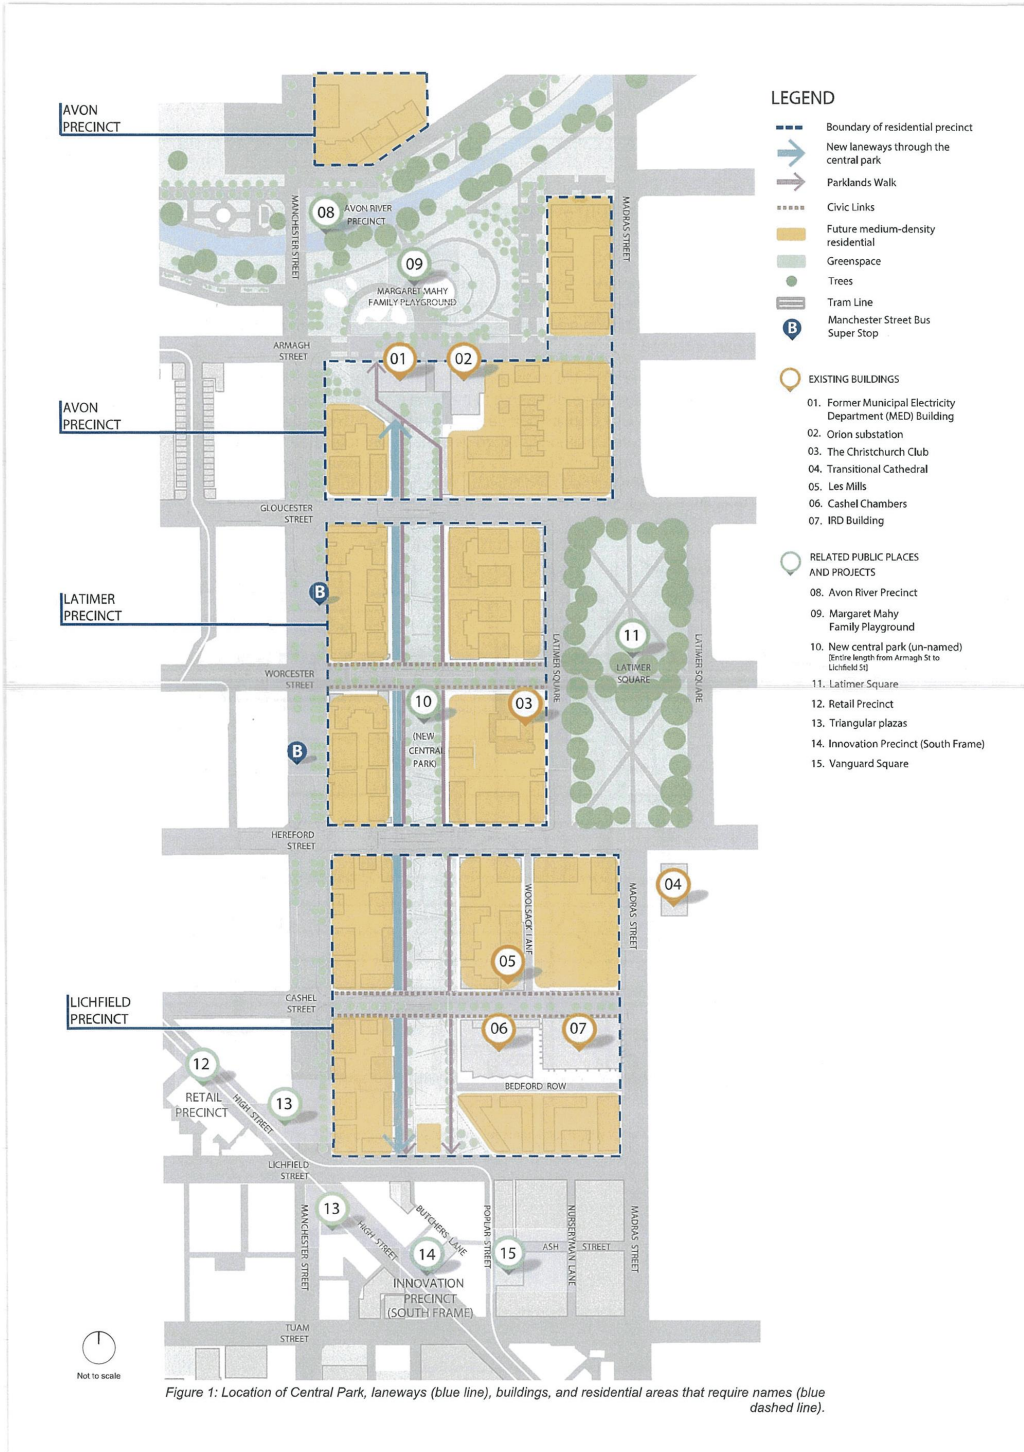 AVON
PRECINCT
AVON
PRECINCT
LATIMER
PRECINCT
LICHFIELD
PRECINCT
MANCHESTER STREET
08
AVON RIVER
PRECINCT
09
MARGARET MAHY
FAMILY PLAYGROUND
MADRAS STREET
ARMAGH
STREET
01
02
GLOUCESTER
STREET
B
WORCESTER
STREET
11
LATIMER
SQUARE
LATIMER SQUARE
LATIMER SQUARE
10
(NEW
CENTRAL
PARK)
03
B
HEREFORD
STREET
04
WOOLSACK LANE
MADRAS STREET
05
CASHEL
STREET
06
07
BEDFORD ROW
12
RETAIL
PRECINCT
13
HIGH STREET
LICHFIELD
STREET
13
MANCHESTER STREET
HIGH STREET
BUTCHERS LANE
14
INNOVATION
PRECINCT
(SOUTH FRAME)
POPLAR STREET
15
ASH STREET
NURSERYMAN LANE
MADRAS STREET
TUAM
STREET
Not to scale
LEGEND
Boundary of residential precinct
New laneways through the
central park
Parklands Walk
Civic Links
Future medium-density
residential
Greenspace
Trees
Tram Line
B
Manchester Street Bus
Super Stop
EXISTING BUILDINGS
01. Former Municipal Electricity
Department (MED) Building
02. Orion substation
03. The Christchurch Club
04. Transitional Cathedral
05. Les Mills
06. Cashel Chambers
07. IRD Building
RELATED PUBLIC PLACES
AND PROJECTS
08. Avon River Precinct
09. Margaret Mahy
Family Playground
10. New central park (un-named)
[Entire length from Armagh St to
Lichfield St]
11. Latimer Square
12. Retail Precinct
13. Triangular plazas
14. Innovation Precinct (South Frame)
15. Vanguard Square
Figure 1: Location of Central Park, laneways (blue line), buildings, and residential areas that require names (blue
dashed line).